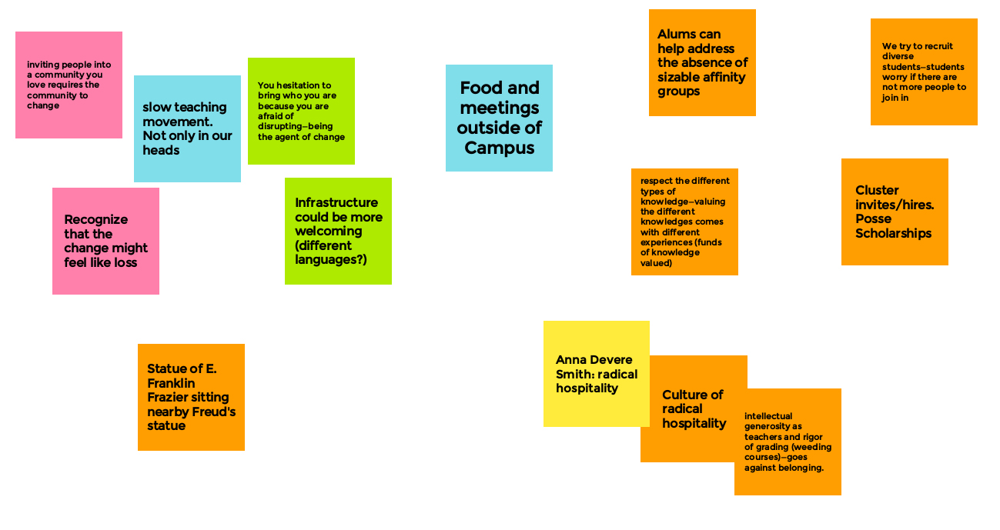 inviting people into
a community you
love requires the
community to
change
slow teaching
movement.
Not only in our
heads
You hesitation to
bring who you are
because you are
afraid of
disrupting—being
the agent of change
Food and
meetings
outside of
Campus
Alums can
help address
the absence of
sizable affinity
groups
We try to recruit
diverse
students—students
worry if there are
not more people to
join in
Recognize
that the
change might
feel like loss
Infrastructure
could be more
welcoming
(different
languages?)
respect the different
types of
knowledge—valuing
the different
knowledges comes
with different
experiences (funds
of knowledge
valued)
Cluster
invites/hires.
Posse
Scholarships
Statue of E.
Franklin
Frazier sitting
nearby Freud's
statue
Anna Devere
Smith: radical
hospitality
Culture of
radical
hospitality
intellectual
generosity as
teachers and rigor
of grading (weeding
courses)—goes
against belonging.